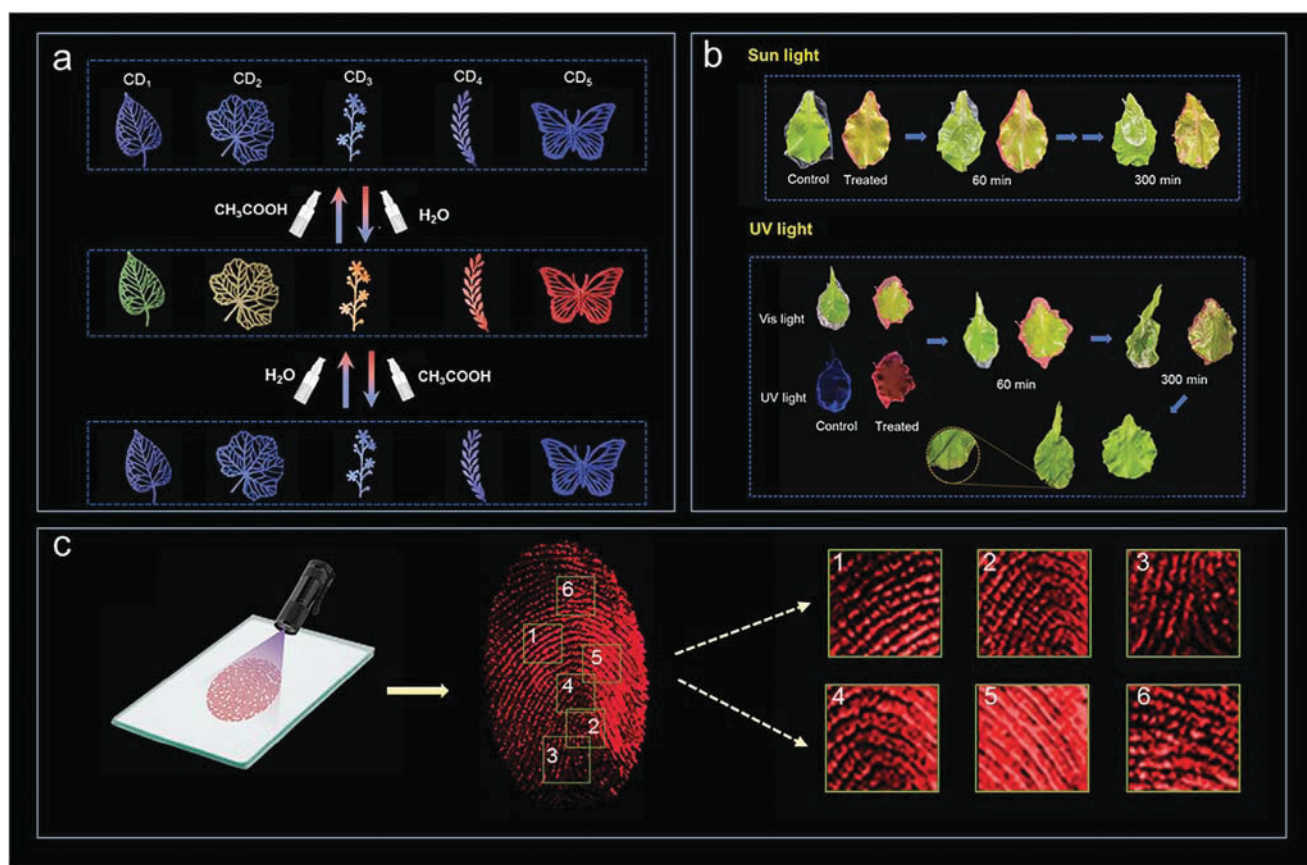 a
CD₁ CD₂ CD₃ CD₄ CD₅
CH₃COOH H₂O
H₂O CH₃COOH
b
Sun light
Control Treated 60 min 300 min
UV light
Vis light
60 min 300 min
UV light
Control Treated
c
6
1
5
4
2
3
1 2 3
4 5 6